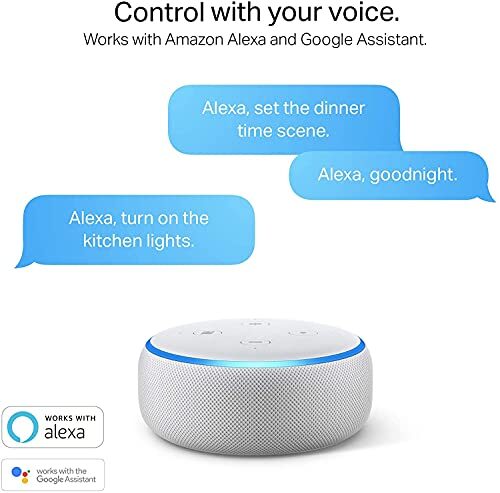 Control with your voice.
Works with Amazon Alexa and Google Assistant.
Alexa, set the dinner
time scene.
Alexa, goodnight.
Alexa, turn on the
kitchen lights.
WORKS WITH
alexa
works with the
Google Assistant